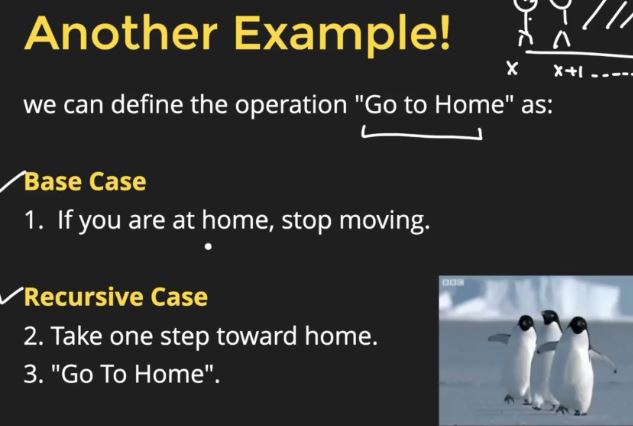 Another Example!
x x+1 -----
we can define the operation "Go to Home" as:
Base Case
1. If you are at home, stop moving.
Recursive Case
BBC
2. Take one step toward home.
3. "Go To Home".